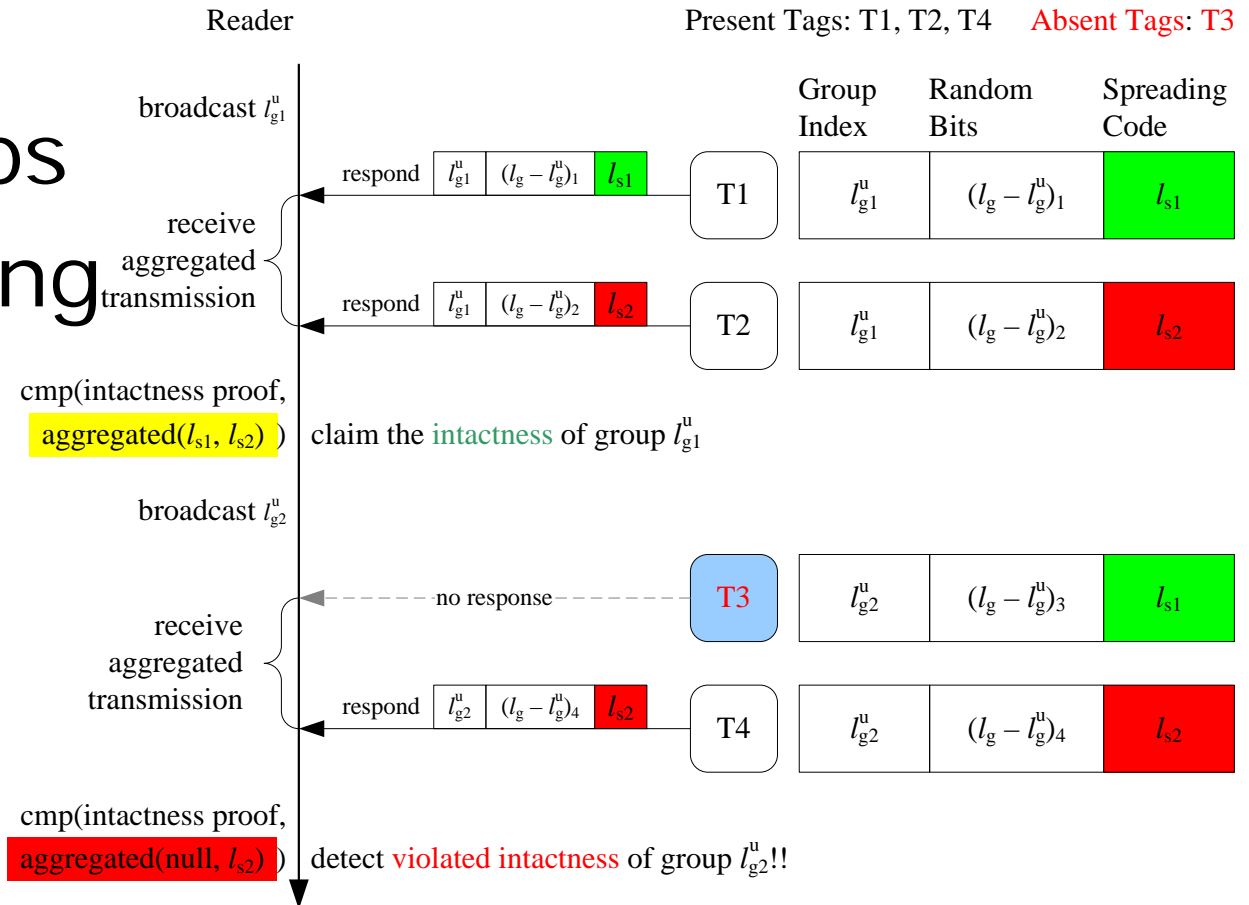 Reader Present Tags: T1, T2, T4 Absent Tags: T3
Group Index Random Bits Spreading Code
broadcast l^u_g1
ps
ng
respond l^u_g1 (l_g – l^u_g)_1 l_s1 T1 l^u_g1 (l_g – l^u_g)_1 l_s1
receive
aggregated
transmission
respond l^u_g1 (l_g – l^u_g)_2 l_s2 T2 l^u_g1 (l_g – l^u_g)_2 l_s2
cmp(intactness proof,
aggregated(l_s1, l_s2) ) claim the intactness of group l^u_g1
broadcast l^u_g2
no response T3 l^u_g2 (l_g – l^u_g)_3 l_s1
receive
aggregated
transmission
respond l^u_g2 (l_g – l^u_g)_4 l_s2 T4 l^u_g2 (l_g – l^u_g)_4 l_s2
cmp(intactness proof,
aggregated(null, l_s2) ) detect violated intactness of group l^u_g2!!